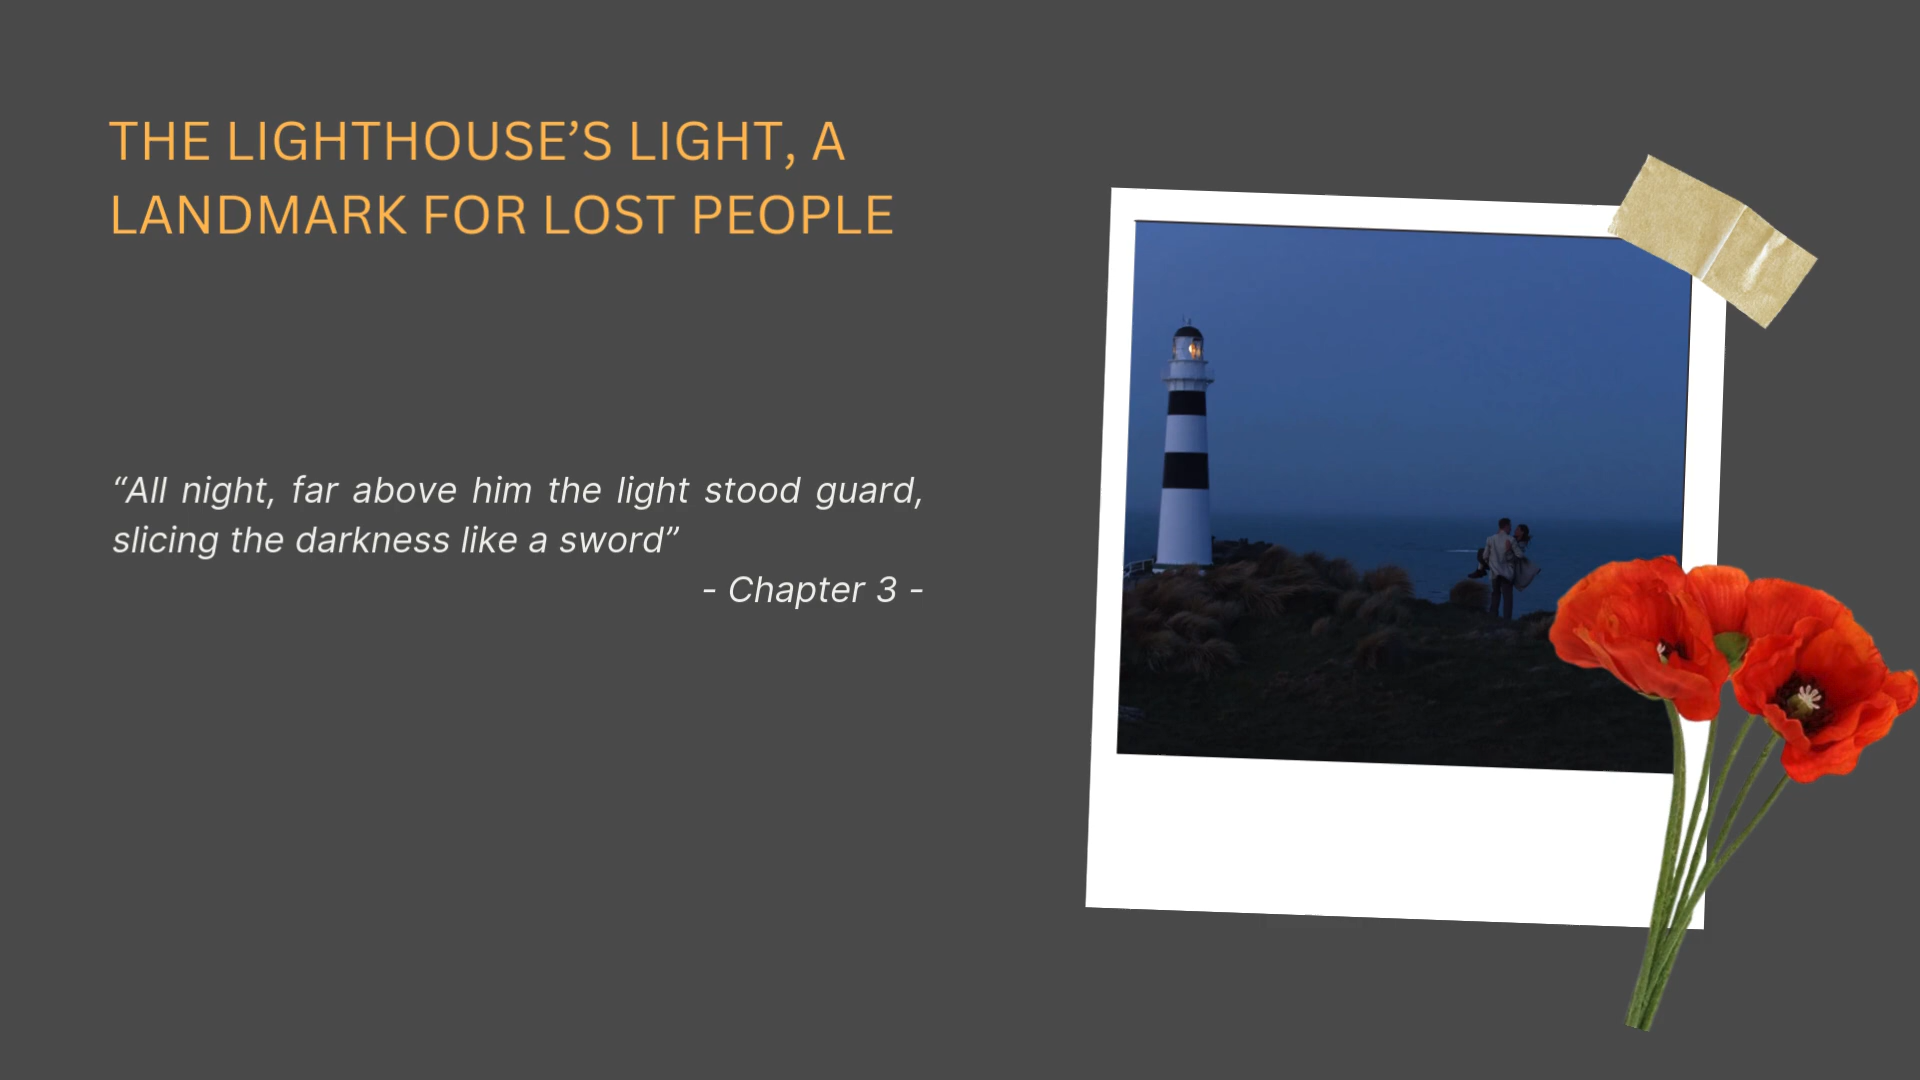 THE LIGHTHOUSE’S LIGHT, A
LANDMARK FOR LOST PEOPLE
“All night, far above him the light stood guard,
slicing the darkness like a sword”
- Chapter 3 -